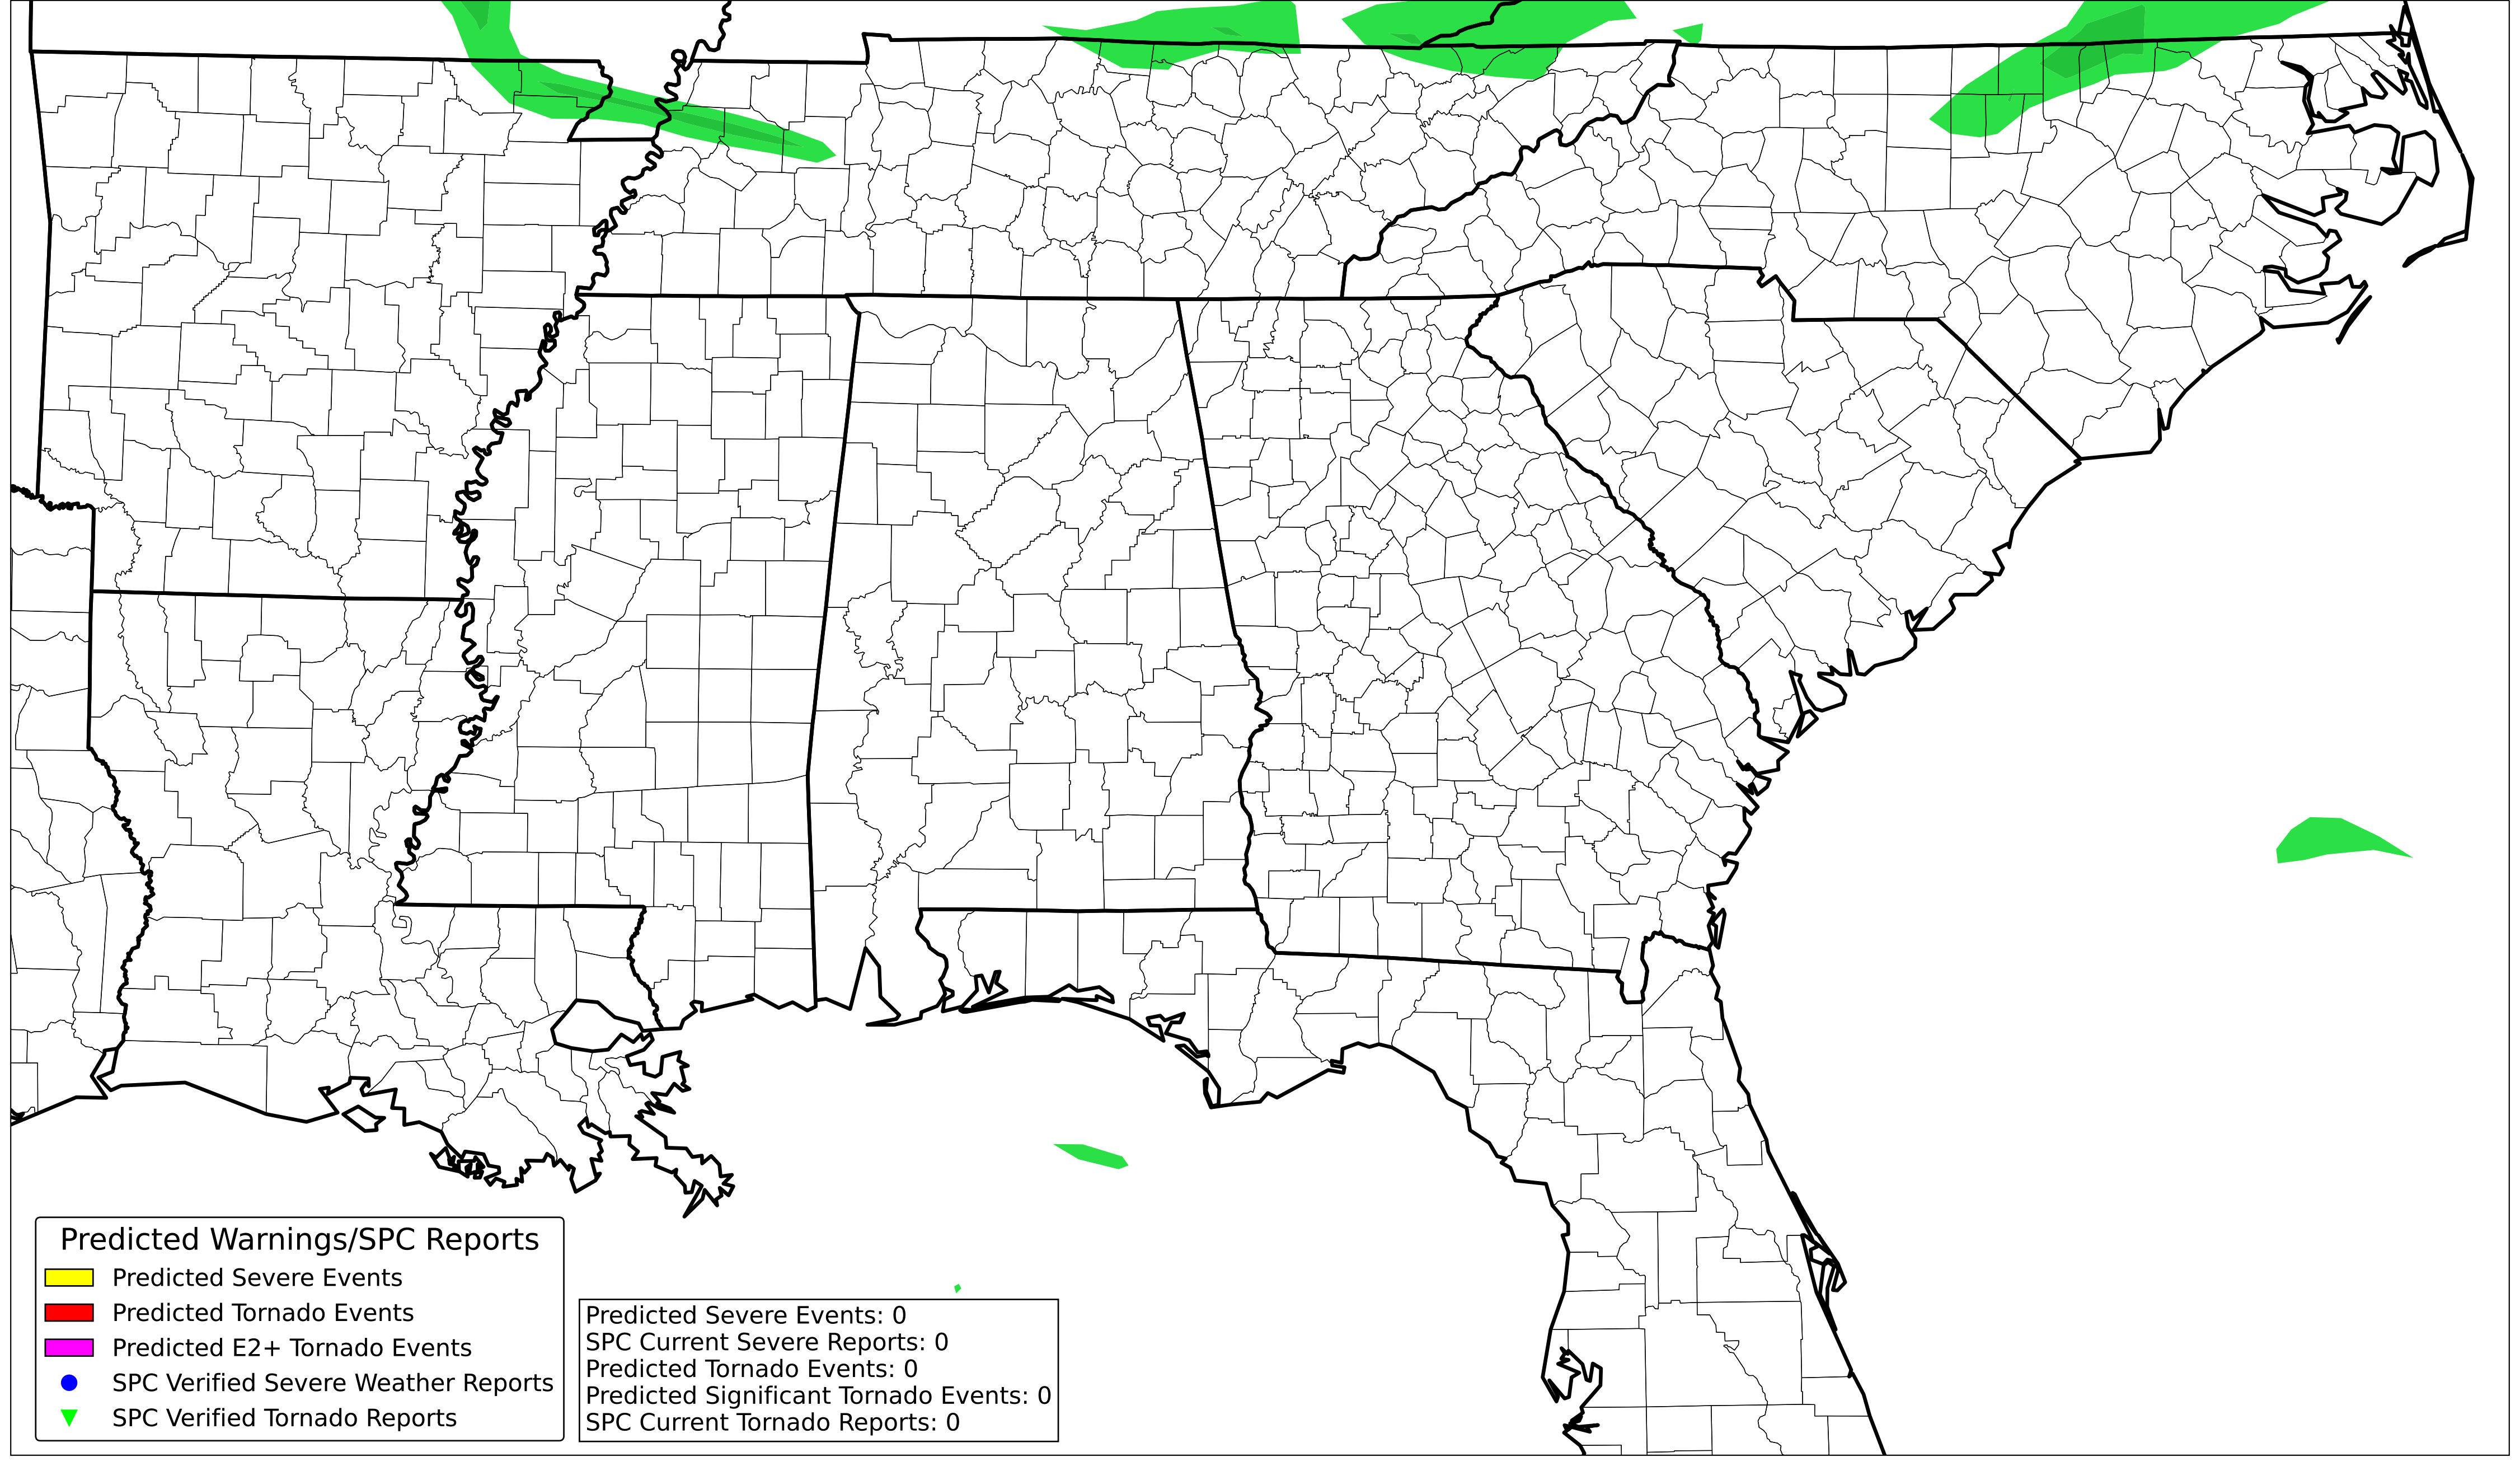 Predicted Warnings/SPC Reports
Predicted Severe Events
Predicted Tornado Events
Predicted E2+ Tornado Events
SPC Verified Severe Weather Reports
SPC Verified Tornado Reports
Predicted Severe Events: 0
SPC Current Severe Reports: 0
Predicted Tornado Events: 0
Predicted Significant Tornado Events: 0
SPC Current Tornado Reports: 0